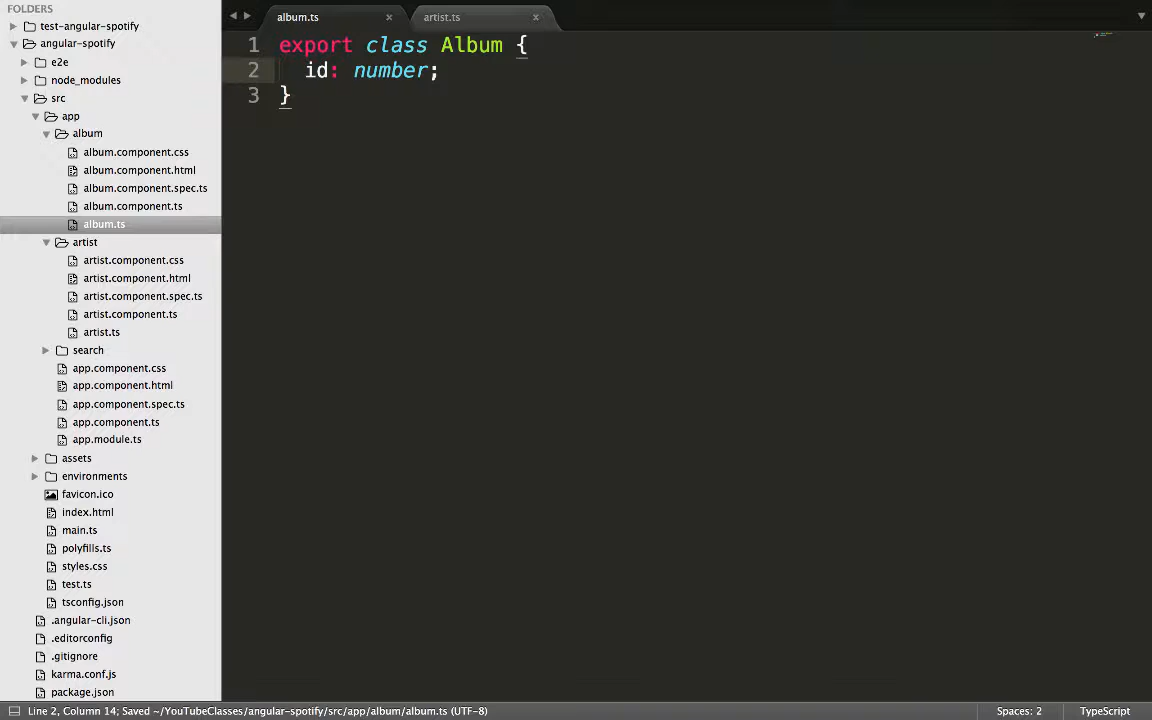 FOLDERS
test-angular-spotify
angular-spotify
e2e
node_modules
src
app
album
album.component.css
album.component.html
album.component.spec.ts
album.component.ts
album.ts
artist
artist.component.css
artist.component.html
artist.component.spec.ts
artist.component.ts
artist.ts
search
app.component.css
app.component.html
app.component.spec.ts
app.component.ts
app.module.ts
assets
environments
favicon.ico
index.html
main.ts
polyfills.ts
styles.css
test.ts
tsconfig.json
.angular-cli.json
.editorconfig
.gitignore
karma.conf.js
package.json
album.ts × artist.ts ×
1 export class Album {
2 id: number;
3 }
Line 2, Column 14; Saved ~/YouTubeClasses/angular-spotify/src/app/album/album.ts (UTF-8) Spaces: 2 TypeScript